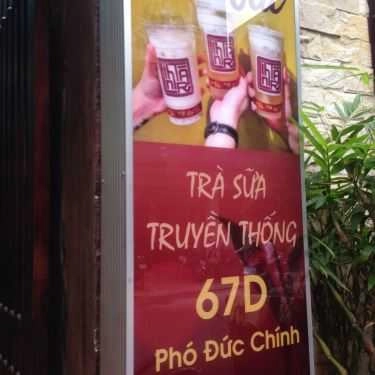 TRÀ SỮA
TRUYỀN THỐNG
67D
Phó Đức Chính